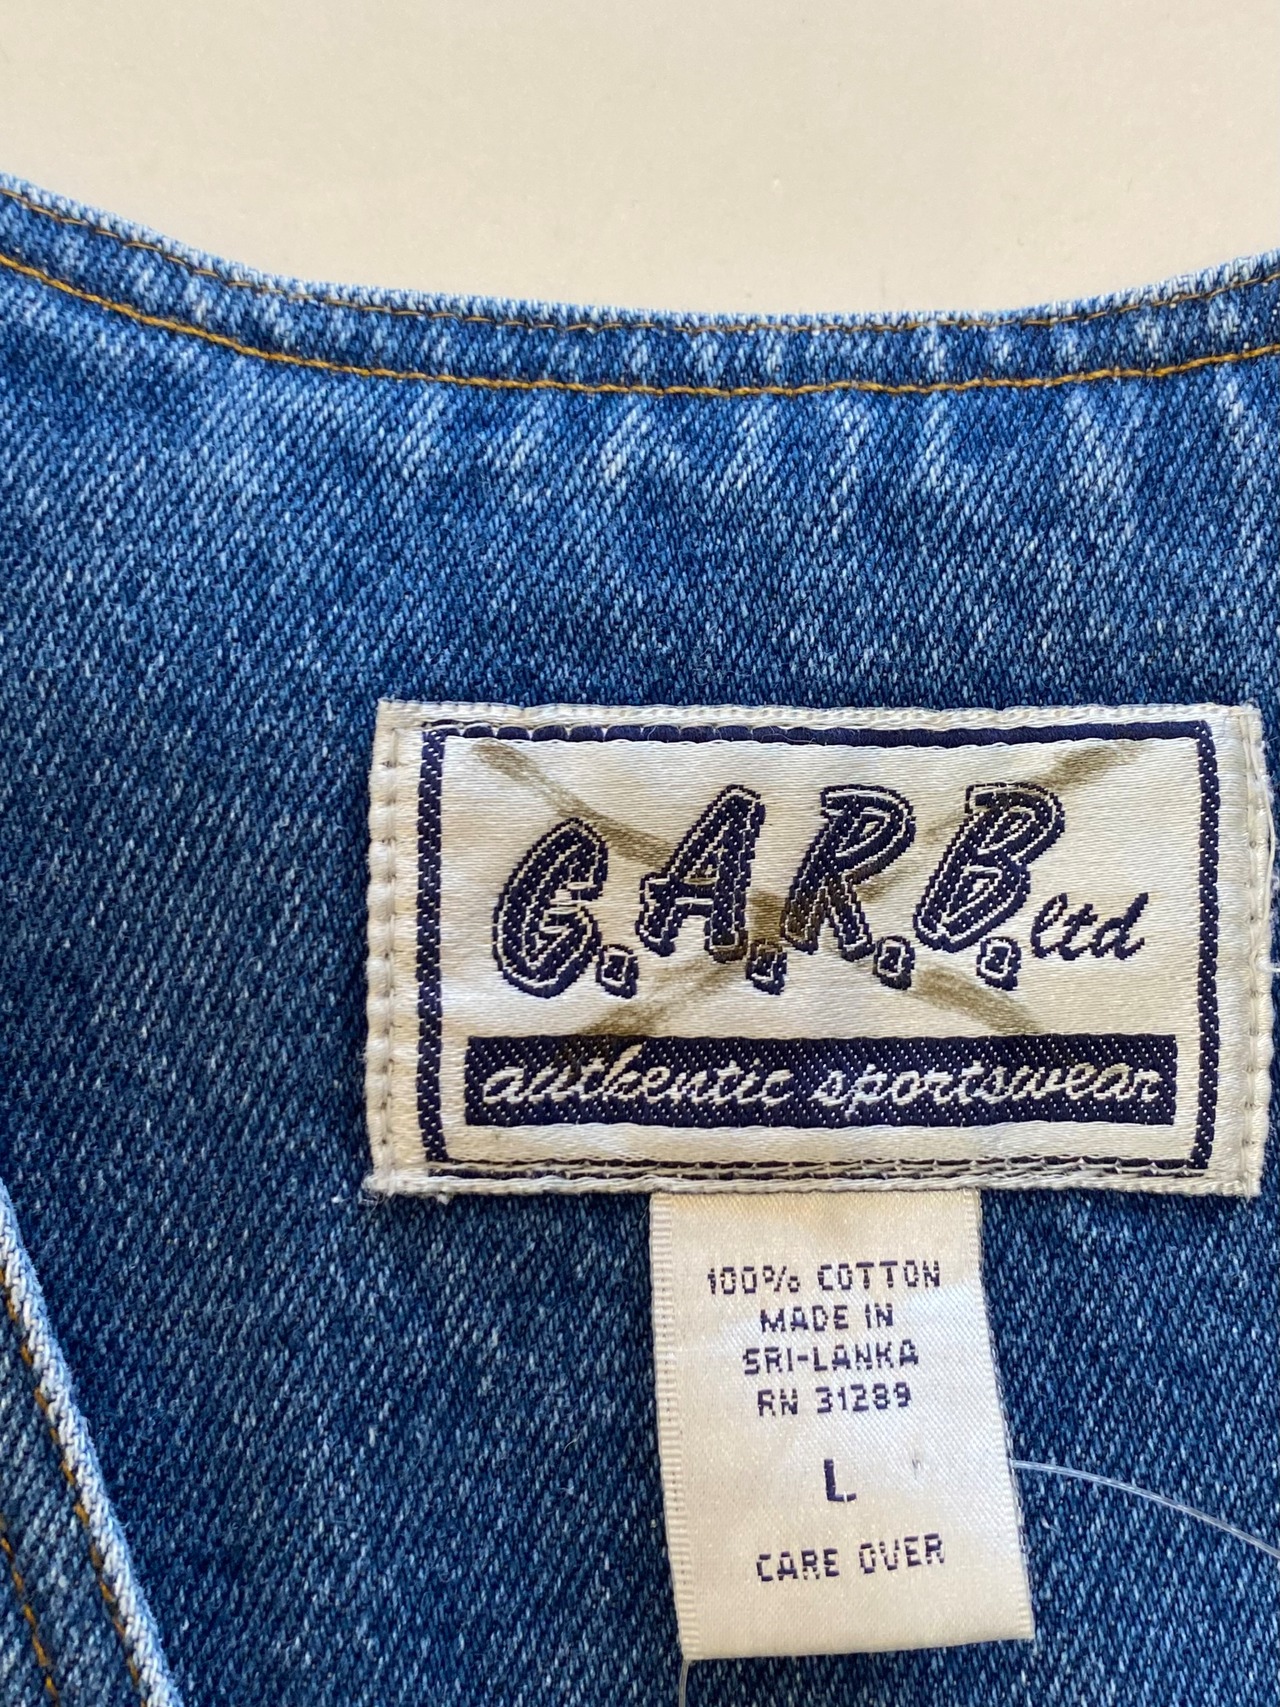 G.A.R.B. ltd
authentic sportswear
100% COTTON
MADE IN
SRI-LANKA
RN 31289
L
CARE OVER